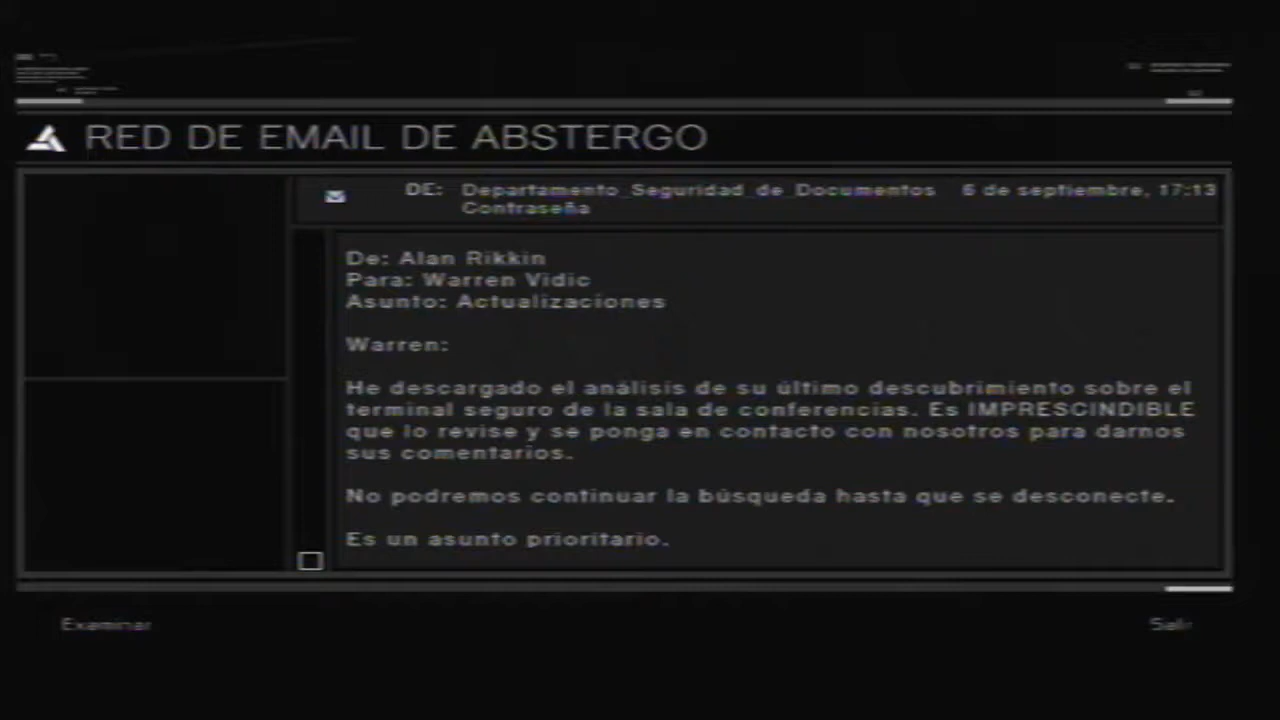 RED DE EMAIL DE ABSTERGO
DE: Departamento_Seguridad_de_Documentos 6 de septiembre, 17:13
Contraseña
De: Alan Rikkin
Para: Warren Vidic
Asunto: Actualizaciones
Warren:
He descargado el análisis de su último descubrimiento sobre el
terminal seguro de la sala de conferencias. Es IMPRESCINDIBLE
que lo revise y se ponga en contacto con nosotros para darnos
sus comentarios.
No podremos continuar la búsqueda hasta que se desconecte.
Es un asunto prioritario.
Examinar
Salir